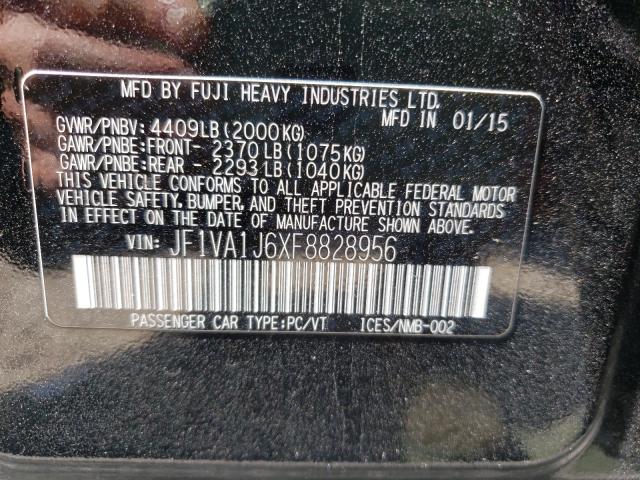 MFD BY FUJI HEAVY INDUSTRIES LTD.
MFD IN 01/15
GVWR/PNBV: 4409LB(2000KG)
GAWR/PNBE:FRONT- 2370LB(1075KG)
GAWR/PNBE:REAR - 2293LB(1040KG)
THIS VEHICLE CONFORMS TO ALL APPLICABLE FEDERAL MOTOR
VEHICLE SAFETY, BUMPER, AND THEFT PREVENTION STANDARDS
IN EFFECT ON THE DATE OF MANUFACTURE SHOWN ABOVE.
VIN: JF1VA1J6XF8828956
PASSENGER CAR TYPE:PC/VT ICES/NMB-002